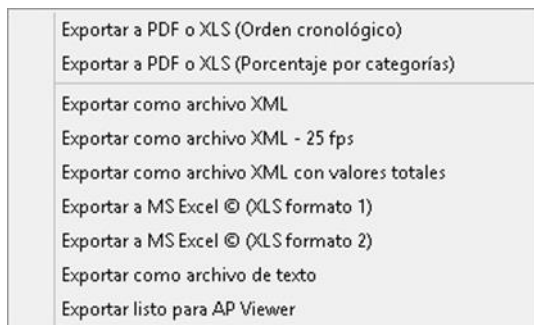 Exportar a PDF o XLS (Orden cronológico)
Exportar a PDF o XLS (Porcentaje por categorías)
Exportar como archivo XML
Exportar como archivo XML - 25 fps
Exportar como archivo XML con valores totales
Exportar a MS Excel © (XLS formato 1)
Exportar a MS Excel © (XLS formato 2)
Exportar como archivo de texto
Exportar listo para AP Viewer